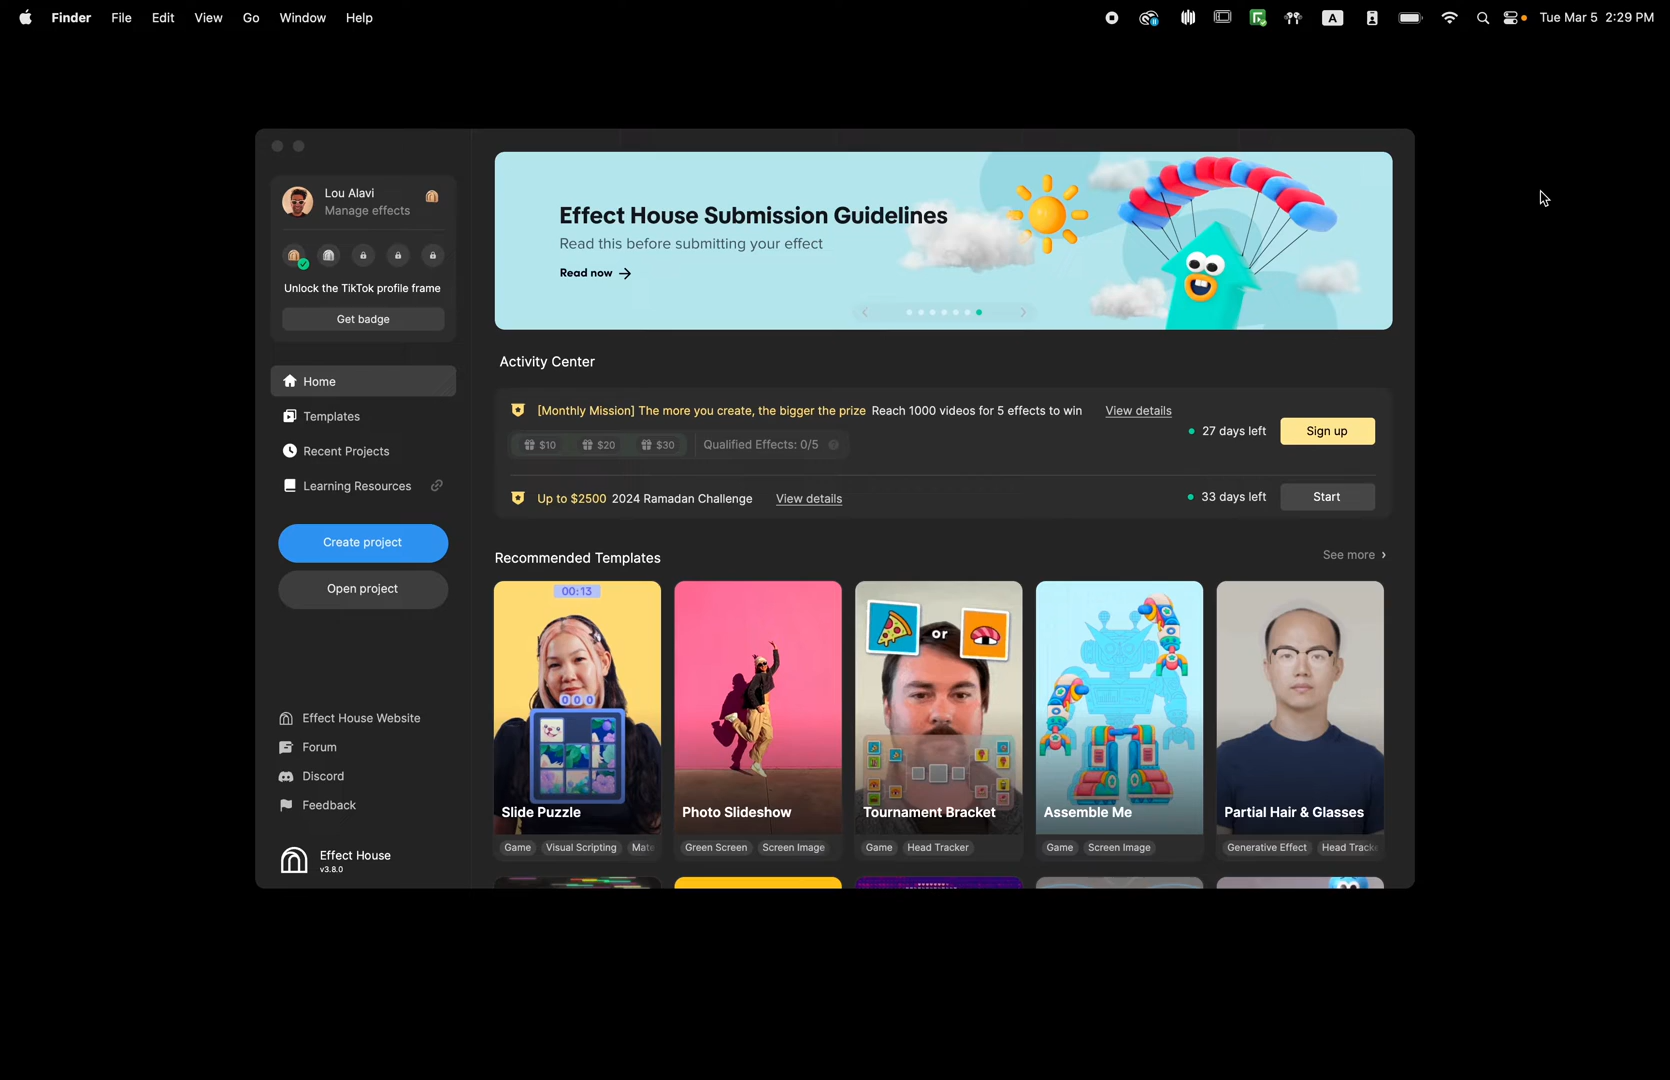 Finder File Edit View Go Window Help
A
Tue Mar 5 2:29 PM
Lou Alavi
Manage effects
Unlock the TikTok profile frame
Get badge
Home
Templates
Recent Projects
Learning Resources
Create project
Open project
Effect House Website
Forum
Discord
Feedback
Effect House
v3.8.0
Effect House Submission Guidelines
Read this before submitting your effect
Read now →
Activity Center
[Monthly Mission] The more you create, the bigger the prize Reach 1000 videos for 5 effects to win View details
27 days left Sign up
$10 $20 $30 Qualified Effects: 0/5
Up to $2500 2024 Ramadan Challenge View details
33 days left Start
Recommended Templates
See more >
00:13
000
Slide Puzzle
Game Visual Scripting Mate
Photo Slideshow
Green Screen Screen Image
or
Tournament Bracket
Game Head Tracker
Assemble Me
Game Screen Image
Partial Hair & Glasses
Generative Effect Head Track